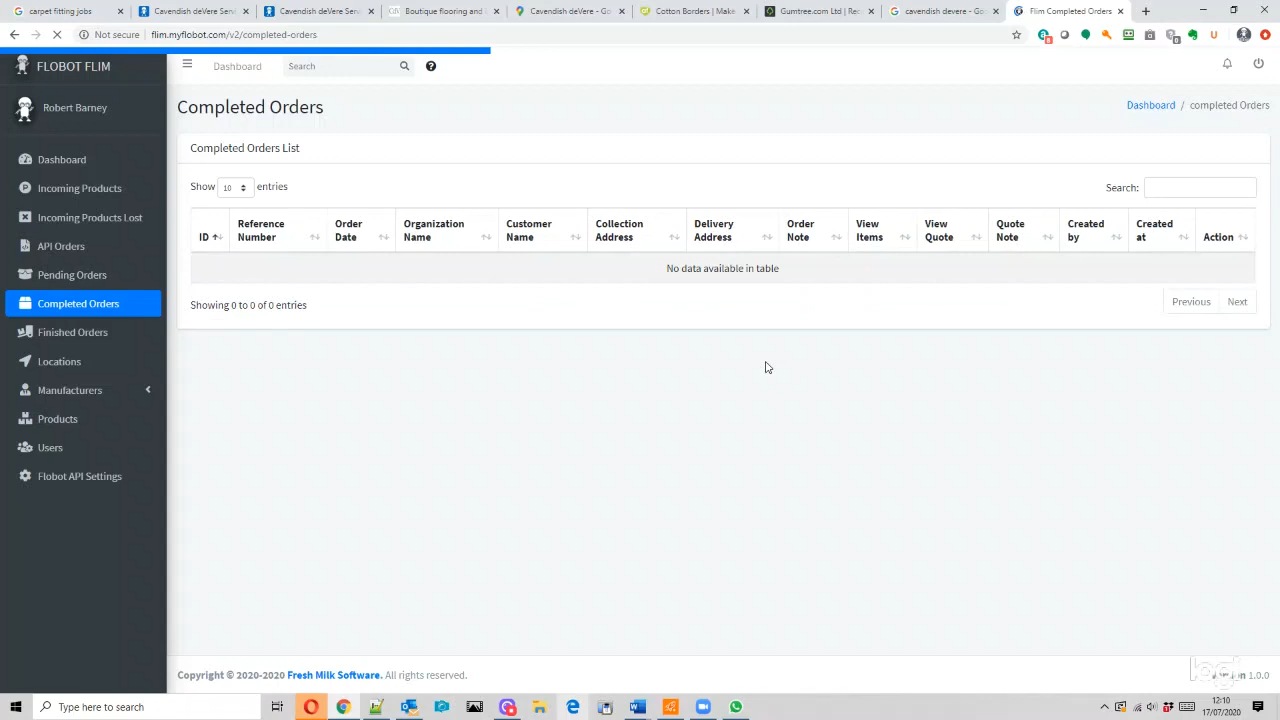 carpet fitting jobs
Cavendish deVere Serv
Cavendish deVere Serv
Boutique flooring and
Cavendish deVere - Go
Cotton Borders | Make
Gumtree.com Ltd | Re
cavendish devere - Go
Flim Completed Orders
Not secure | flim.myflobot.com/v2/completed-orders
FLOBOT FLIM
Dashboard
Search
Robert Barney
Completed Orders
Dashboard / completed Orders
Dashboard
Incoming Products
Incoming Products Lost
API Orders
Pending Orders
Completed Orders
Finished Orders
Locations
Manufacturers
Products
Users
Flobot API Settings
Completed Orders List
Show 10 entries
Search:
ID
Reference Number
Order Date
Organization Name
Customer Name
Collection Address
Delivery Address
Order Note
View Items
View Quote
Quote Note
Created by
Created at
Action
No data available in table
Showing 0 to 0 of 0 entries
Previous
Next
Copyright © 2020-2020 Fresh Milk Software. All rights reserved.
1.0.0
Type here to search
12:10
17/07/2020